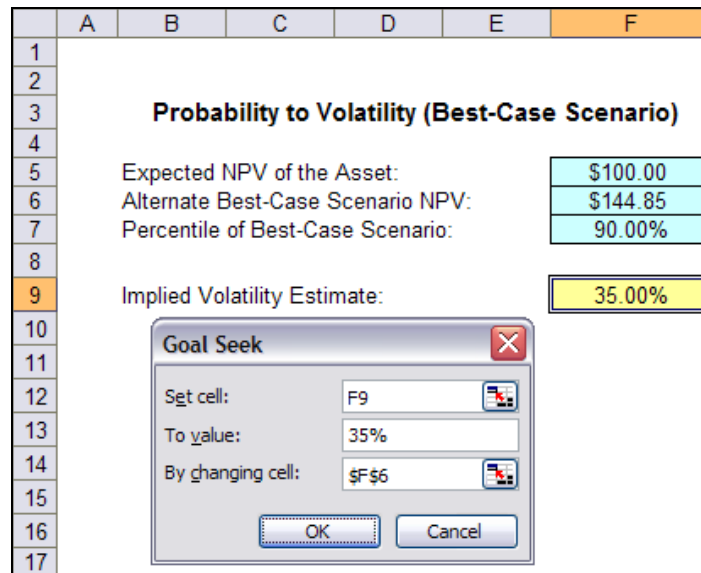 A B C D E F
1
2
3 Probability to Volatility (Best-Case Scenario)
4
5 Expected NPV of the Asset: $100.00
6 Alternate Best-Case Scenario NPV: $144.85
7 Percentile of Best-Case Scenario: 90.00%
8
9 Implied Volatility Estimate: 35.00%
10
Goal Seek
11
12 Set cell: F9
13 To value: 35%
14 By changing cell: $F$6
15
16 OK Cancel
17